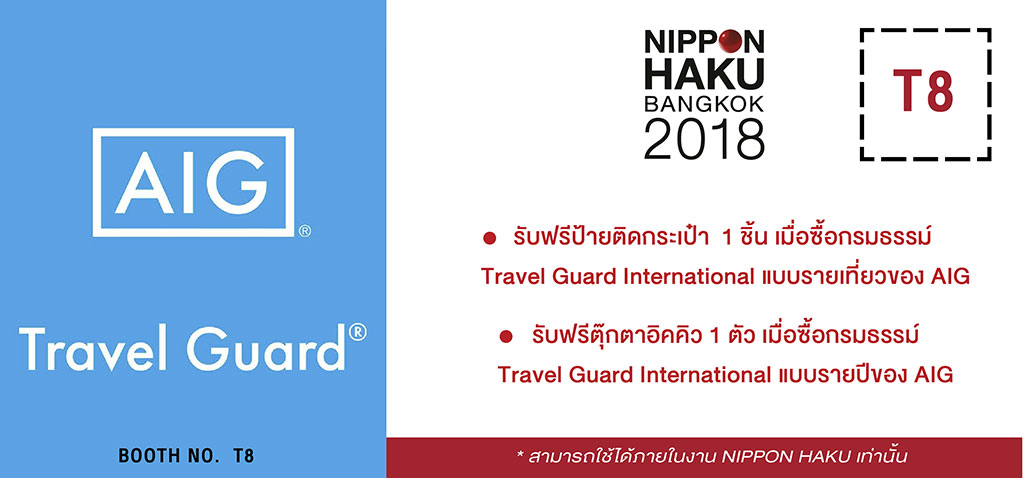 AIG
®
Travel Guard®
BOOTH NO. T8
NIPPON
HAKU
BANGKOK
2018
T8
● รับฟรีป้ายติดกระเป๋า 1 ชิ้น เมื่อซื้อกรมธรรม์
Travel Guard International แบบรายเที่ยวของ AIG
● รับฟรีตุ๊กตาอิคคิว 1 ตัว เมื่อซื้อกรมธรรม์
Travel Guard International แบบรายปีของ AIG
* สามารถใช้ได้ภายในงาน NIPPON HAKU เท่านั้น